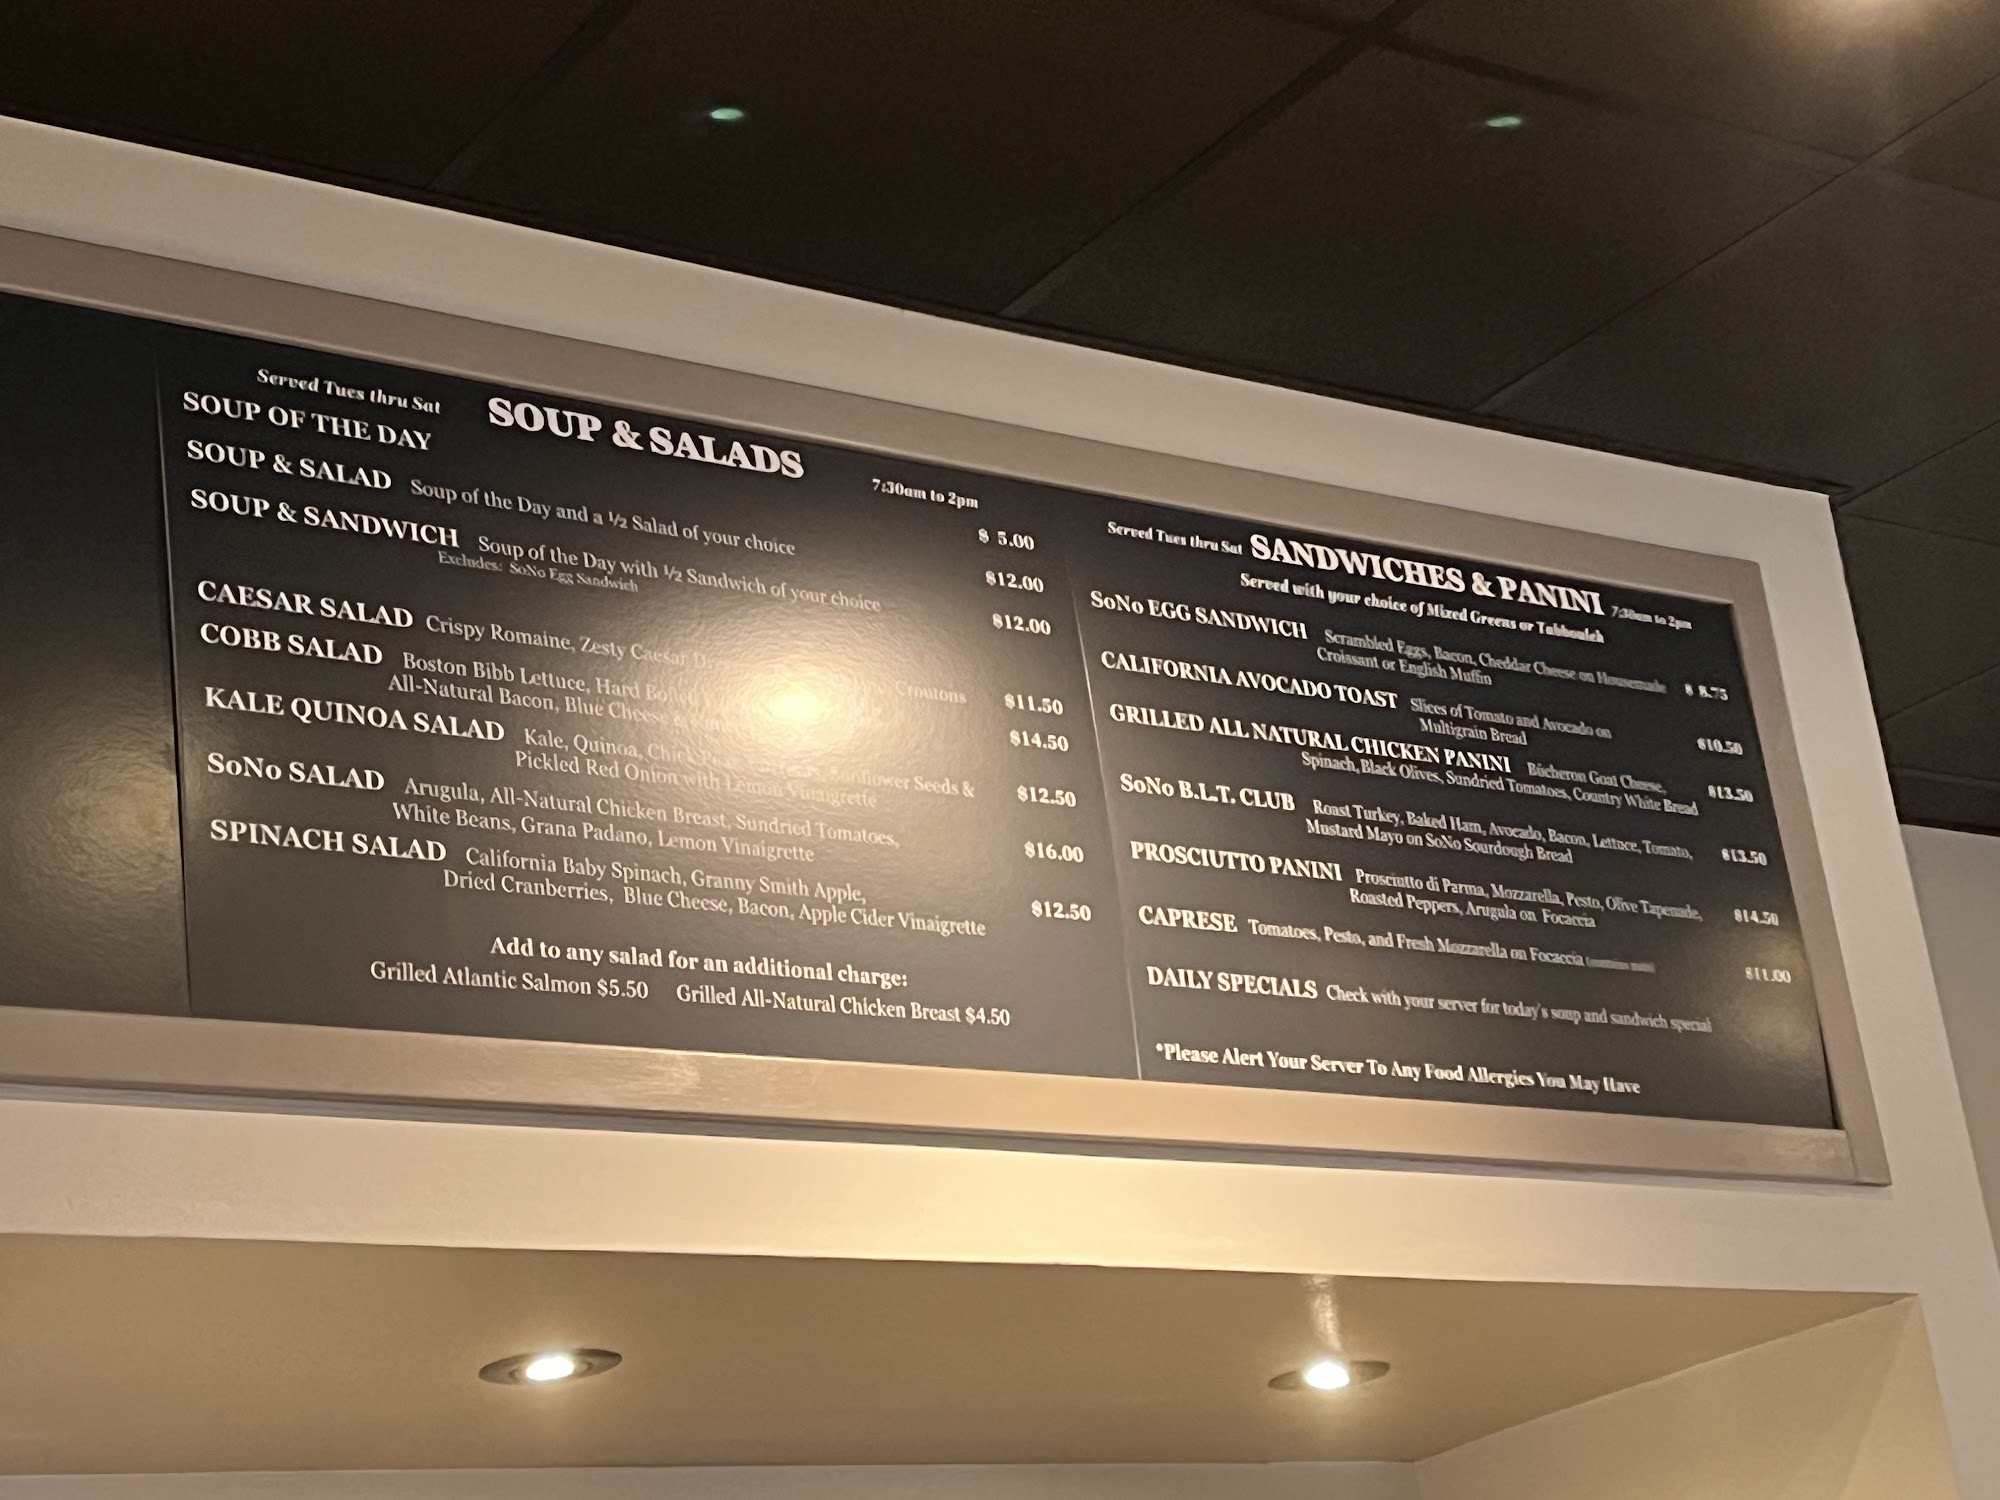 Served Tues thru Sat
SOUP & SALADS
7:30am to 2pm
SOUP OF THE DAY $ 5.00
SOUP & SALAD Soup of the Day and a ½ Salad of your choice $12.00
SOUP & SANDWICH Soup of the Day with ½ Sandwich of your choice $12.00
Excludes: SoNo Egg Sandwich
CAESAR SALAD Crispy Romaine, Zesty Caesar Croutons $11.50
COBB SALAD Boston Bibb Lettuce, Hard Boiled $14.50
All-Natural Bacon, Blue Cheese
KALE QUINOA SALAD Kale, Quinoa, Chick Sunflower Seeds & $12.50
Pickled Red Onion with Lemon Vinaigrette
SoNo SALAD Arugula, All-Natural Chicken Breast, Sundried Tomatoes, $16.00
White Beans, Grana Padano, Lemon Vinaigrette
SPINACH SALAD California Baby Spinach, Granny Smith Apple, $12.50
Dried Cranberries, Blue Cheese, Bacon, Apple Cider Vinaigrette
Add to any salad for an additional charge:
Grilled Atlantic Salmon $5.50 Grilled All-Natural Chicken Breast $4.50
Served Tues thru Sat SANDWICHES & PANINI 7:30am to 2pm
Served with your choice of Mixed Greens or Tabbouleh
SoNo EGG SANDWICH Scrambled Eggs, Bacon, Cheddar Cheese on Housemade $ 8.75
Croissant or English Muffin
CALIFORNIA AVOCADO TOAST Slices of Tomato and Avocado on $10.50
Multigrain Bread
GRILLED ALL NATURAL CHICKEN PANINI Bûcheron Goat Cheese, $13.50
Spinach, Black Olives, Sundried Tomatoes, Country White Bread
SoNo B.L.T. CLUB Roast Turkey, Baked Ham, Avocado, Bacon, Lettuce, Tomato, $13.50
Mustard Mayo on SoNo Sourdough Bread
PROSCIUTTO PANINI Prosciutto di Parma, Mozzarella, Pesto, Olive Tapenade, $14.50
Roasted Peppers, Arugula on Focaccia
CAPRESE Tomatoes, Pesto, and Fresh Mozzarella on Focaccia (contains nuts) $11.00
DAILY SPECIALS Check with your server for today's soup and sandwich special
*Please Alert Your Server To Any Food Allergies You May Have